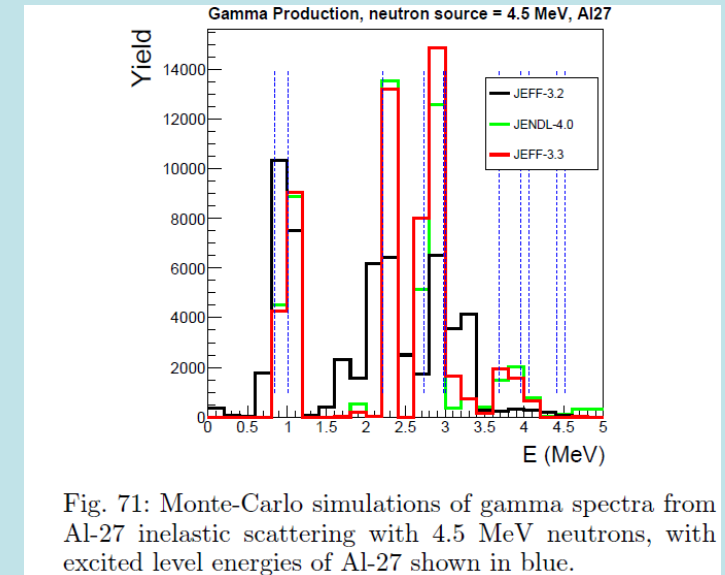 Gamma Production, neutron source = 4.5 MeV, Al27
Yield
14000
12000
10000
8000
6000
4000
2000
0
JEFF-3.2
JENDL-4.0
JEFF-3.3
0 0.5 1 1.5 2 2.5 3 3.5 4 4.5 5
E (MeV)
Fig. 71: Monte-Carlo simulations of gamma spectra from
Al-27 inelastic scattering with 4.5 MeV neutrons, with
excited level energies of Al-27 shown in blue.